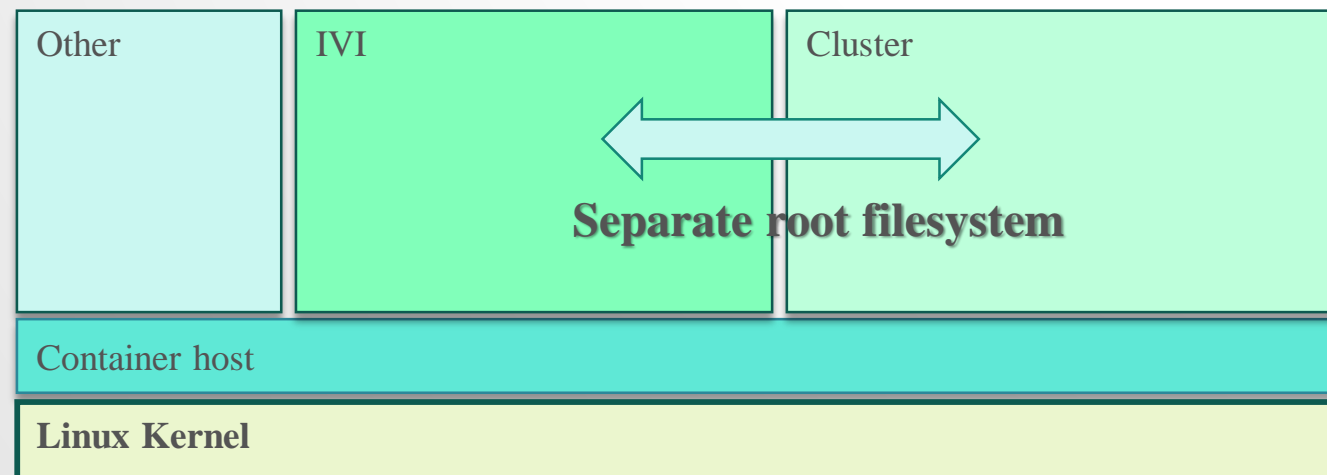 Other
IVI
Cluster
Separate root filesystem
Container host
Linux Kernel